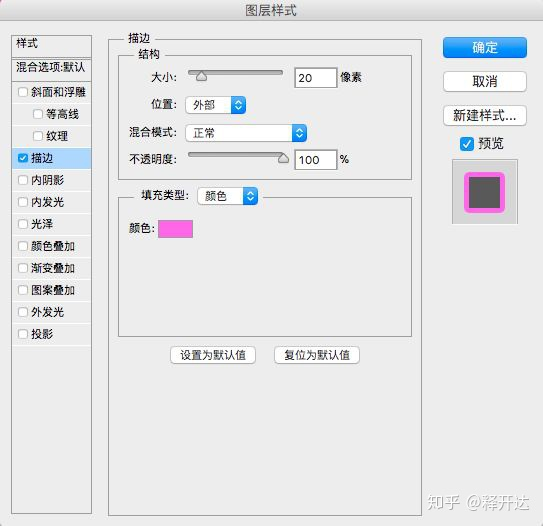 图层样式
样式
混合选项:默认
斜面和浮雕
等高线
纹理
描边
内阴影
内发光
光泽
颜色叠加
渐变叠加
图案叠加
外发光
投影
描边
结构
大小: 20 像素
位置: 外部
混合模式: 正常
不透明度: 100 %
填充类型: 颜色
颜色:
设置为默认值 复位为默认值
确定
取消
新建样式...
预览
知乎 @释开达